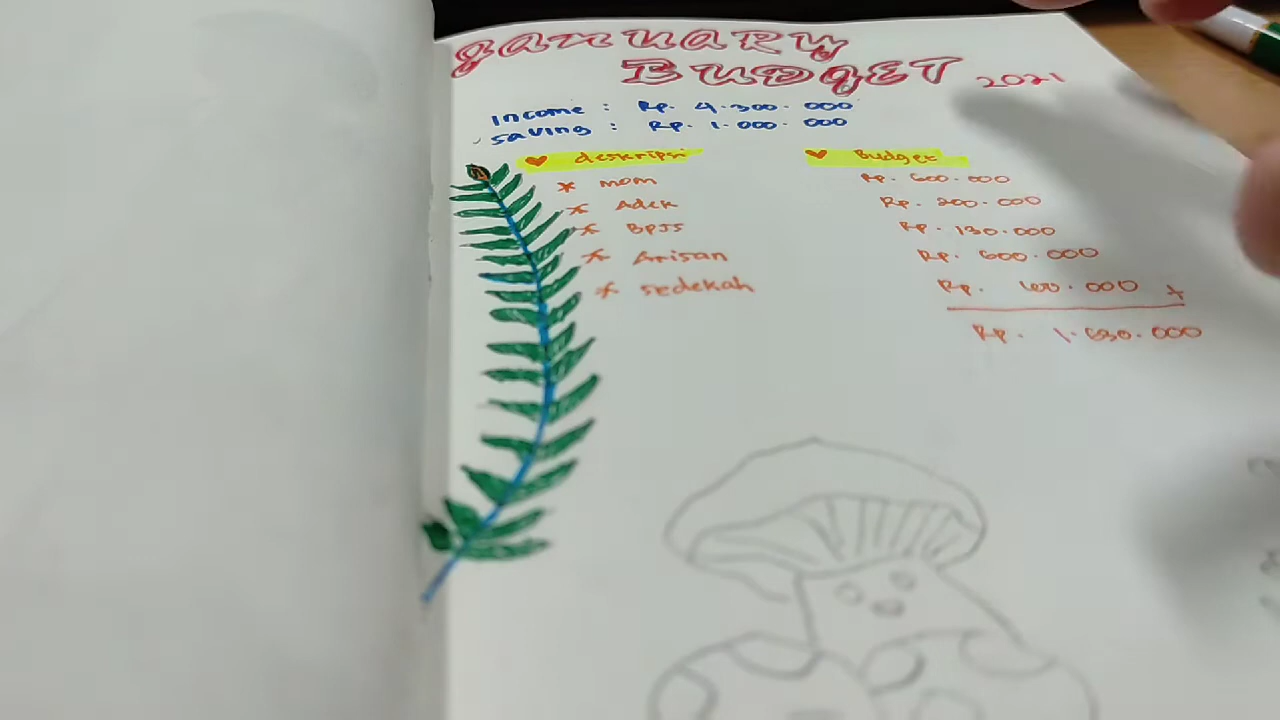 January
Budget 2021
income : Rp. 4.300.000
saving : Rp. 1.000.000
deskripsi Budget
mom Rp. 600.000
Adek Rp. 200.000
BPJS Rp. 130.000
Arisan Rp. 600.000
sedekah Rp. 100.000 +
Rp. 1.630.000